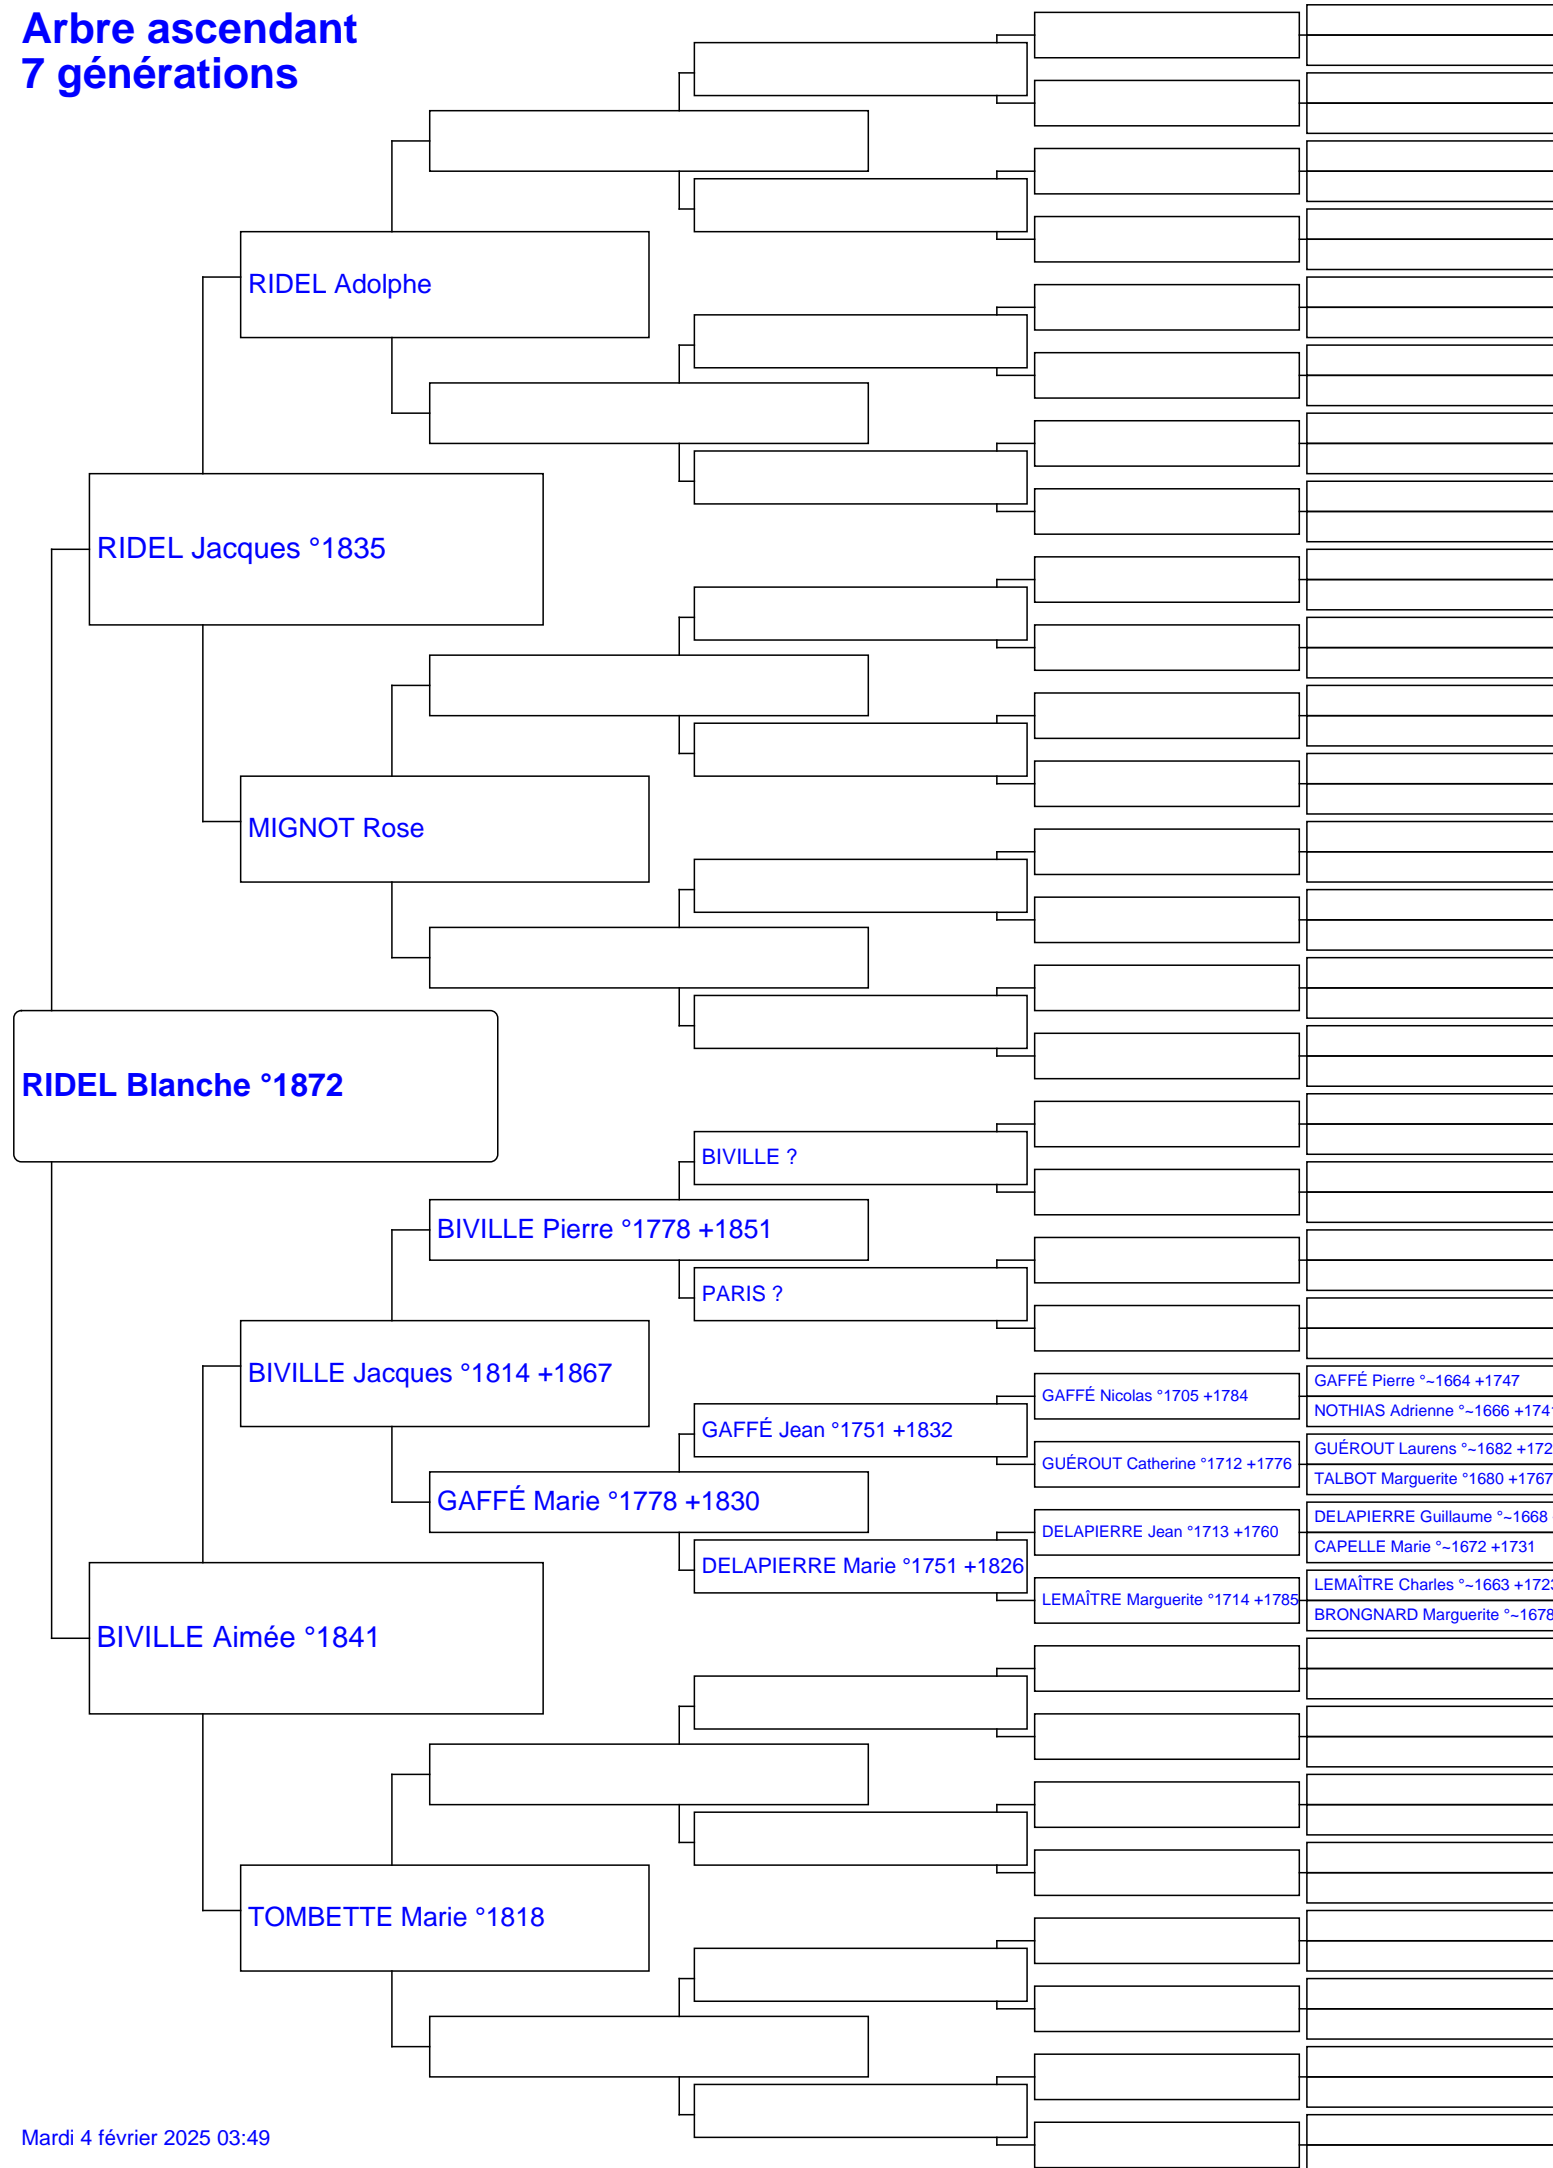 Arbre ascendant
7 générations
RIDEL Adolphe
RIDEL Jacques °1835
MIGNOT Rose
RIDEL Blanche °1872
BIVILLE ?
BIVILLE Pierre °1778 +1851
PARIS ?
BIVILLE Jacques °1814 +1867
GAFFÉ Pierre °~1664 +1747
GAFFÉ Nicolas °1705 +1784
NOTHIAS Adrienne °~1666
GAFFÉ Jean °1751 +1832
GUÉROUT Laurens °~1682
GUÉROUT Catherine °1712 +1776
TALBOT Marguerite °1680 +1767
GAFFÉ Marie °1778 +1830
DELAPIERRE Guillaume °~1668
DELAPIERRE Jean °1713 +1760
CAPELLE Marie °~1672 +1731
DELAPIERRE Marie °1751 +1826
LEMAÎTRE Charles °~1663 +1723
LEMAÎTRE Marguerite °1714 +1785
BRONGNARD Marguerite °~1678
BIVILLE Aimée °1841
TOMBETTE Marie °1818
Mardi 4 février 2025 03:49